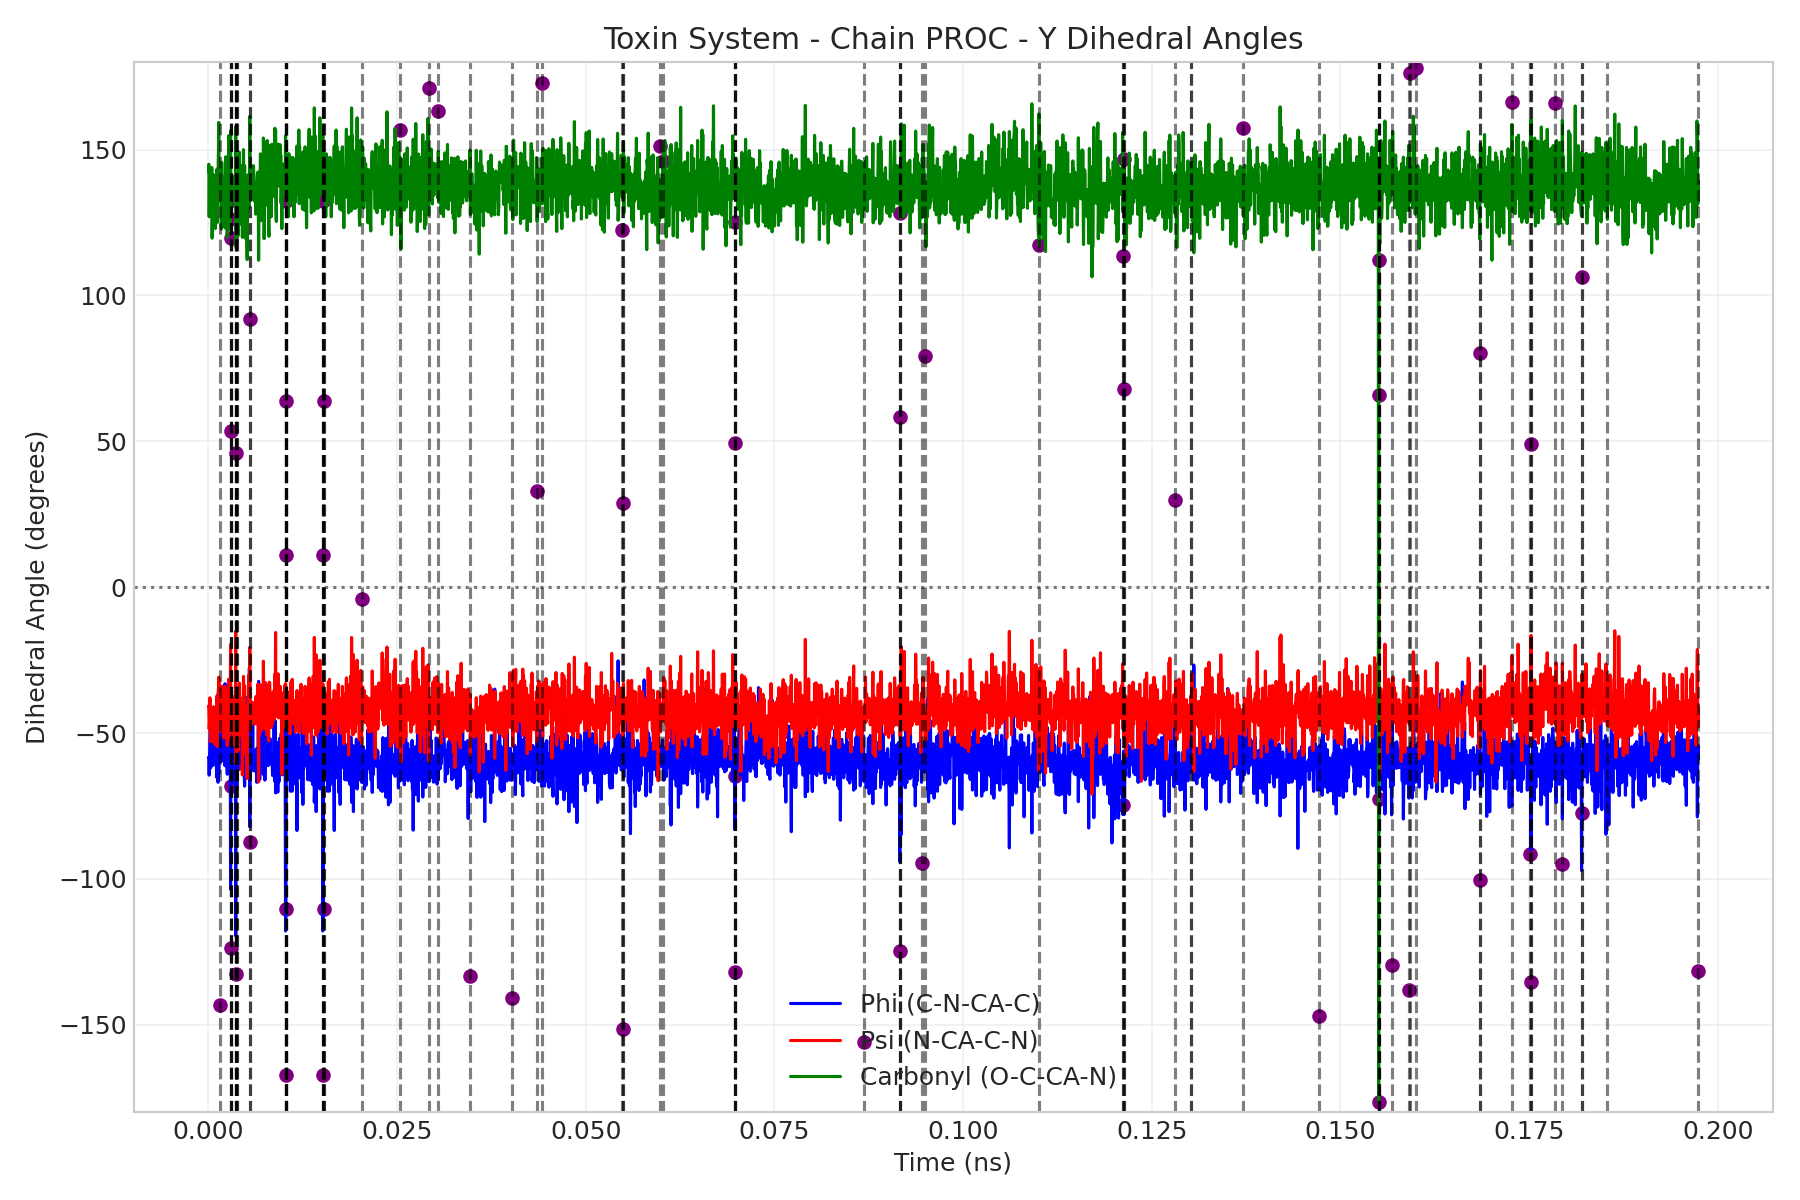 Toxin System - Chain PROC - Y Dihedral Angles
Dihedral Angle (degrees)
150
100
50
0
−50
−100
−150
Phi (C-N-CA-C)
Psi (N-CA-C-N)
Carbonyl (O-C-CA-N)
0.000 0.025 0.050 0.075 0.100 0.125 0.150 0.175 0.200
Time (ns)